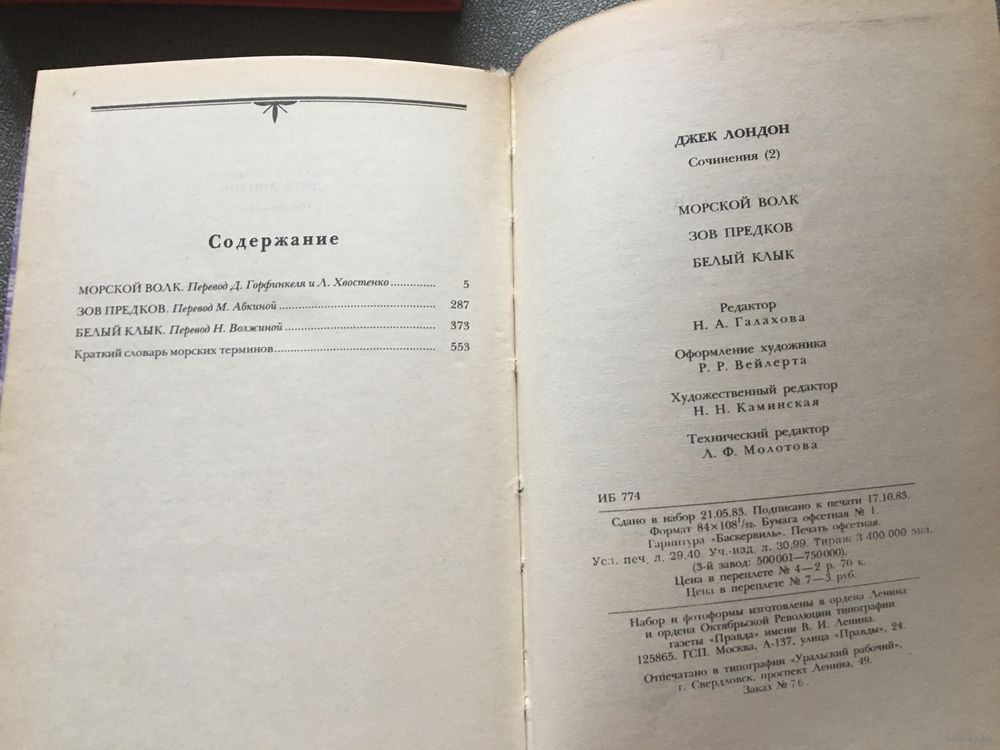 Содержание
МОРСКОЙ ВОЛК. Перевод Д. Горфинкеля и Л. Хвостенко.............. 5
ЗОВ ПРЕДКОВ. Перевод М. Абкиной.................................................... 287
БЕЛЫЙ КЛЫК. Перевод Н. Волжиной.................................................. 373
Краткий словарь морских терминов..................................................... 553
ДЖЕК ЛОНДОН
Сочинения (2)
МОРСКОЙ ВОЛК
ЗОВ ПРЕДКОВ
БЕЛЫЙ КЛЫК
Редактор
Н. А. Галахова
Оформление художника
Р. Р. Вейлерта
Художественный редактор
Н. Н. Каминская
Технический редактор
Л. Ф. Молотова
ИБ 774
Сдано в набор 21.05.83. Подписано к печати 17.10.83.
Формат 84×108¹/₃₂. Бумага офсетная № 1.
Гарнитура «Баскервиль». Печать офсетная.
Усл. печ. л. 29,40. Уч.-изд. л. 30,99. Тираж 3 400 000 экз.
(3-й завод: 500001—750000).
Цена в переплете № 4—2 р. 70 к.
Цена в переплете № 7—3 руб.
Набор и фотоформы изготовлены в ордена Ленина
и ордена Октябрьской Революции типографии
газеты «Правда» имени В. И. Ленина.
125865. ГСП. Москва, А-137, улица «Правды», 24.
Отпечатано в типографии «Уральский рабочий»,
г. Свердловск, проспект Ленина, 49.
Заказ № 76.